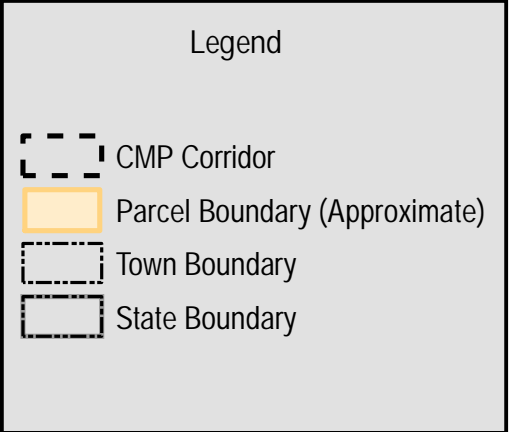 Legend
CMP Corridor
Parcel Boundary (Approximate)
Town Boundary
State Boundary